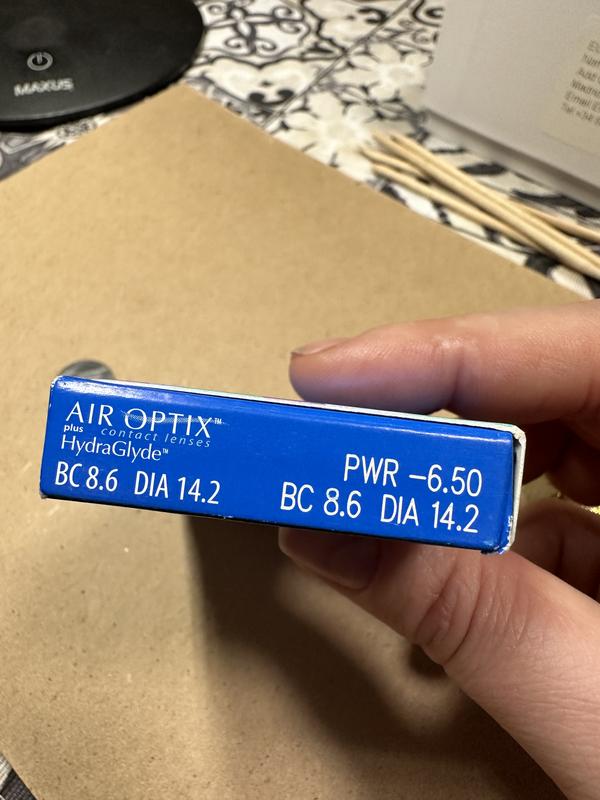 MAXUS
Email
AIR OPTIX™
plus contact lenses
HydraGlyde™
BC 8.6 DIA 14.2
PWR −6.50
BC 8.6 DIA 14.2